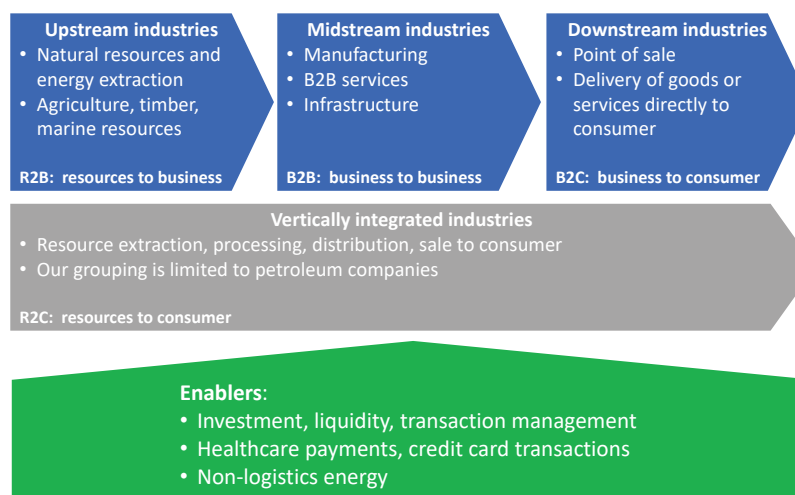 Upstream industries
• Natural resources and
energy extraction
• Agriculture, timber,
marine resources
R2B: resources to business
Midstream industries
• Manufacturing
• B2B services
• Infrastructure
B2B: business to business
Downstream industries
• Point of sale
• Delivery of goods or
services directly to
consumer
B2C: business to consumer
Vertically integrated industries
• Resource extraction, processing, distribution, sale to consumer
• Our grouping is limited to petroleum companies
R2C: resources to consumer
Enablers:
• Investment, liquidity, transaction management
• Healthcare payments, credit card transactions
• Non-logistics energy